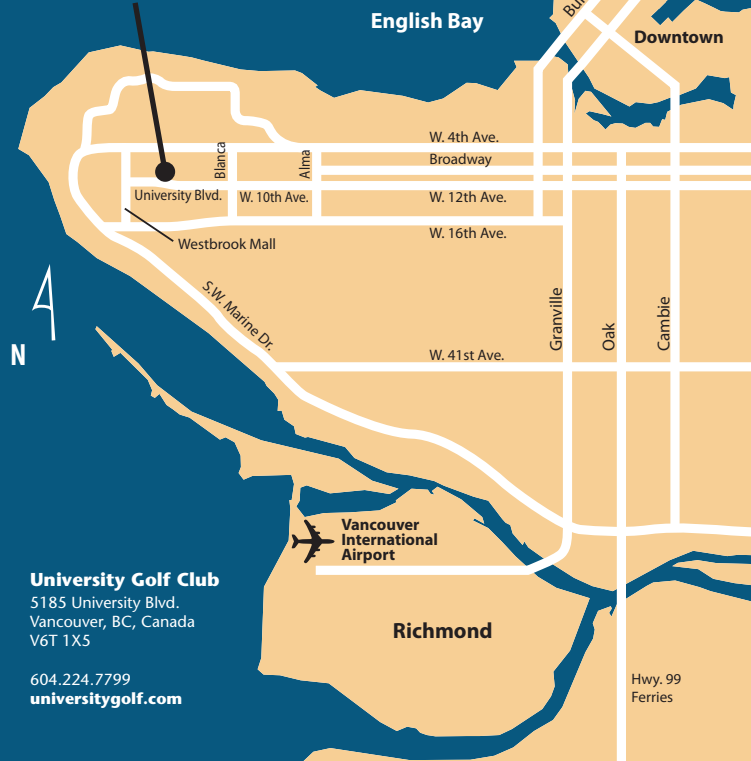 English Bay
Downtown
W. 4th Ave.
Broadway
Blanca
Alma
University Blvd.
W. 10th Ave.
W. 12th Ave.
W. 16th Ave.
Westbrook Mall
S.W. Marine Dr.
N
Granville
Oak
Cambie
W. 41st Ave.
Vancouver
International
Airport
University Golf Club
5185 University Blvd.
Vancouver, BC, Canada
V6T 1X5
604.224.7799
universitygolf.com
Richmond
Hwy. 99
Ferries